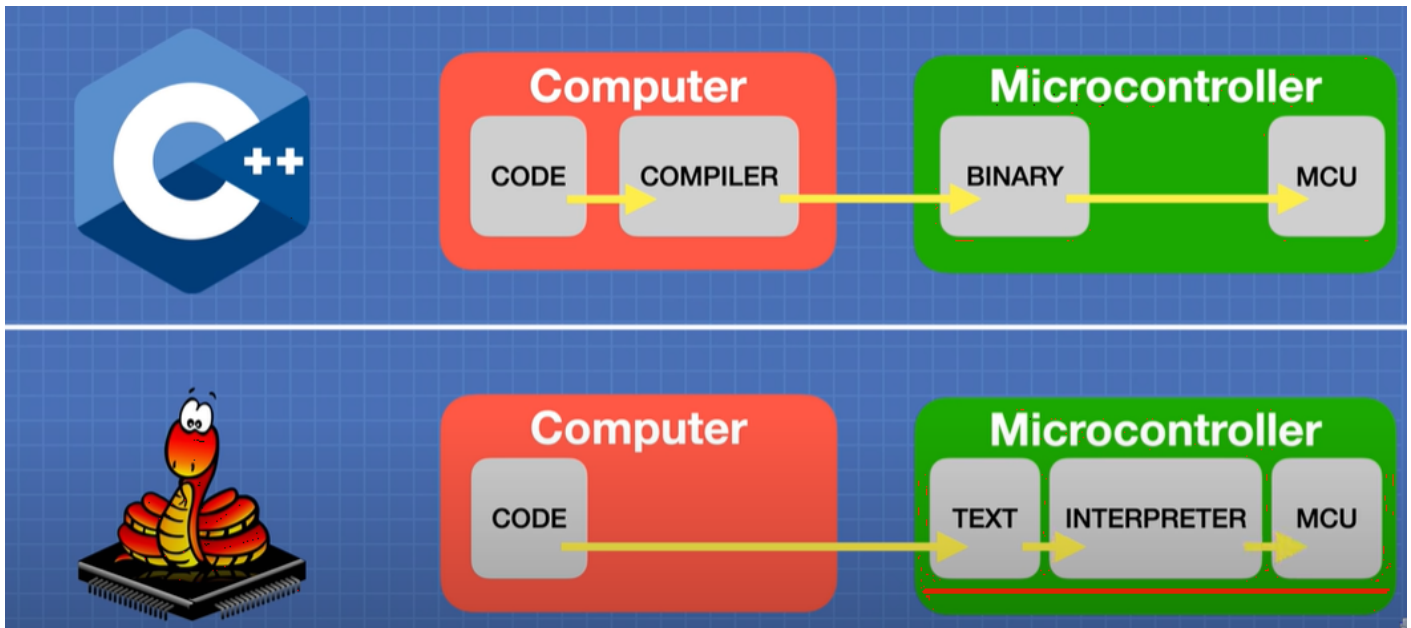 Computer
Microcontroller
C++
CODE
COMPILER
BINARY
MCU
Computer
Microcontroller
CODE
TEXT
INTERPRETER
MCU